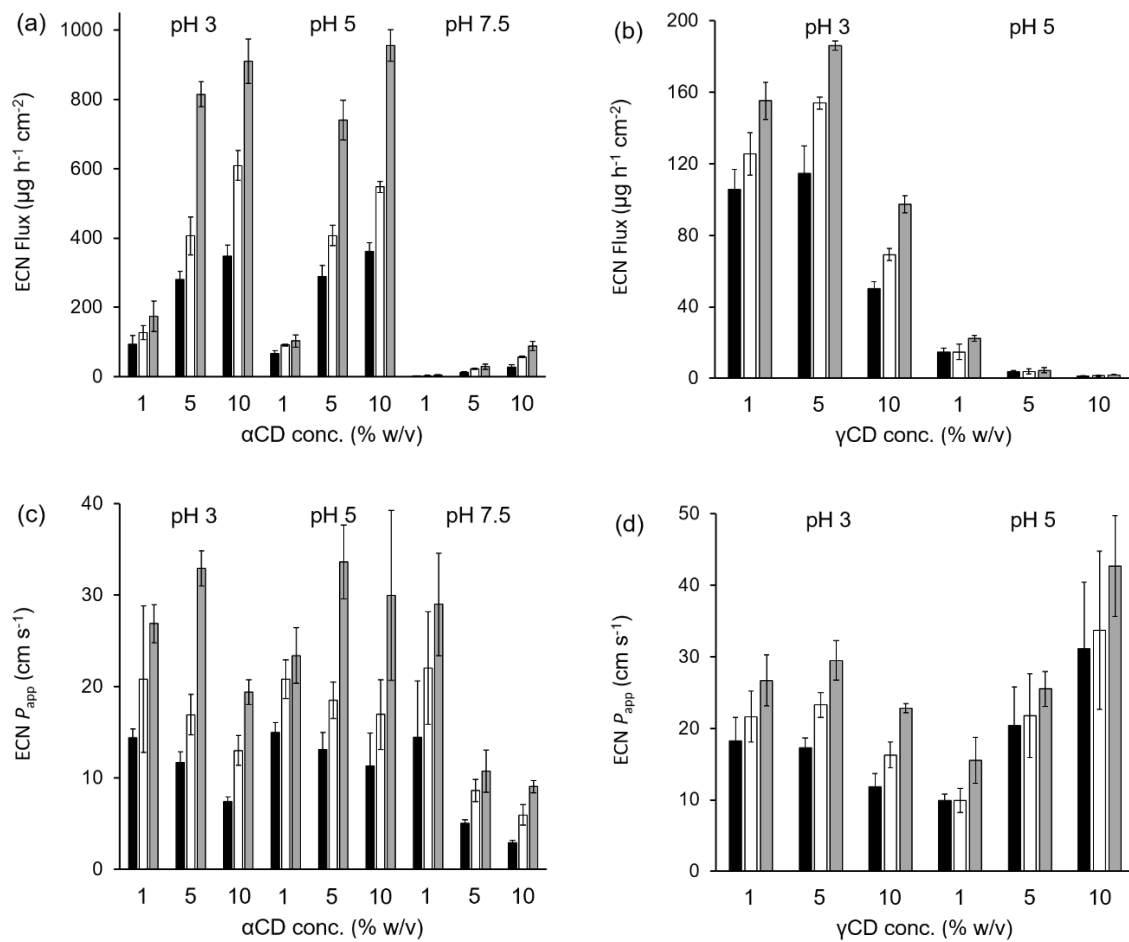 (a)
pH 3 pH 5 pH 7.5
1000
800
600
400
200
0
ECN Flux (µg h⁻¹ cm⁻²)
1 5 10 1 5 10 1 5 10
αCD conc. (% w/v)
(b)
pH 3 pH 5
200
160
120
80
40
0
ECN Flux (µg h⁻¹ cm⁻²)
1 5 10 1 5 10
γCD conc. (% w/v)
(c)
pH 3 pH 5 pH 7.5
40
30
20
10
0
ECN Papp (cm s⁻¹)
1 5 10 1 5 10 1 5 10
αCD conc. (% w/v)
(d)
pH 3 pH 5
50
40
30
20
10
0
ECN Papp (cm s⁻¹)
1 5 10 1 5 10
γCD conc. (% w/v)